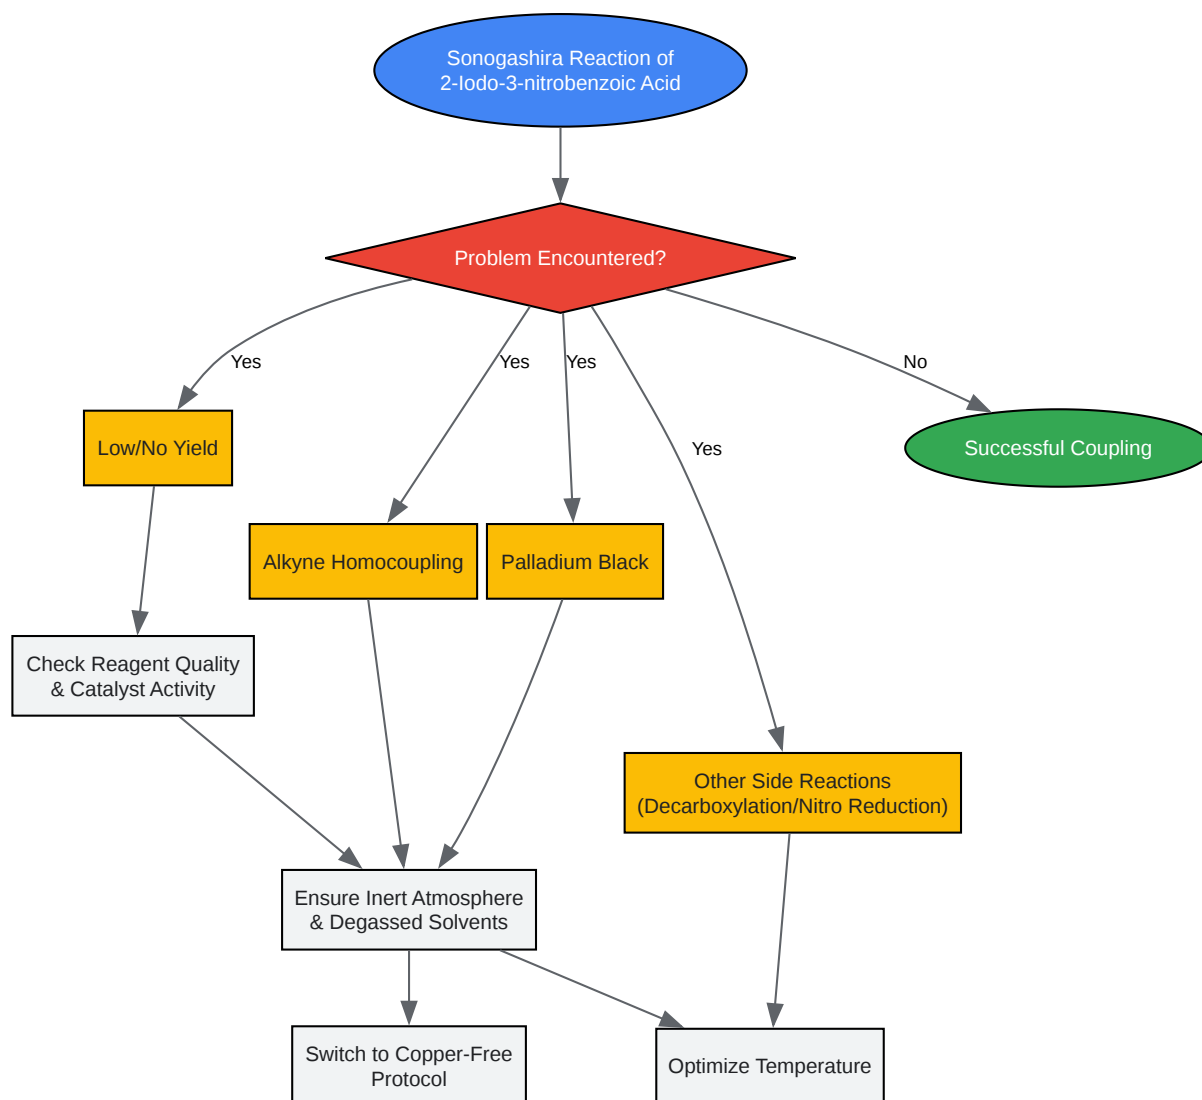 Sonogashira Reaction of
2-Iodo-3-nitrobenzoic Acid
Problem Encountered?
Yes
Yes
Yes
No
Yes
Low/No Yield
Successful Coupling
Alkyne Homocoupling
Palladium Black
Check Reagent Quality
& Catalyst Activity
Other Side Reactions
(Decarboxylation/Nitro Reduction)
Ensure Inert Atmosphere
& Degassed Solvents
Switch to Copper-Free
Protocol
Optimize Temperature